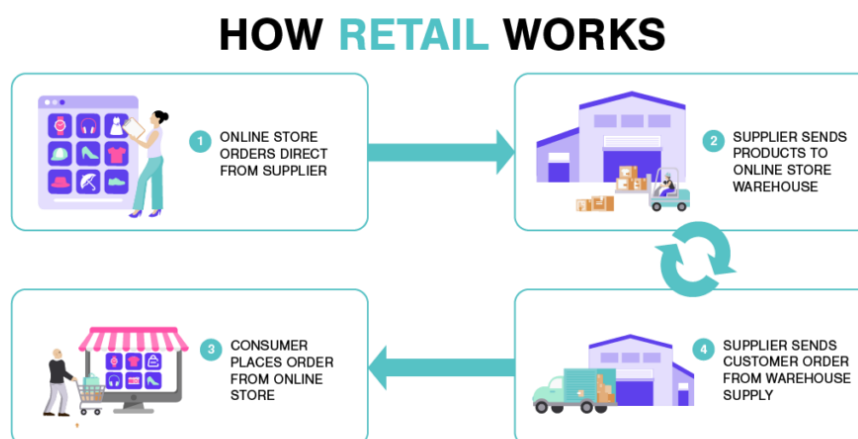 HOW RETAIL WORKS
1
ONLINE STORE
ORDERS DIRECT
FROM SUPPLIER
2
SUPPLIER SENDS
PRODUCTS TO
ONLINE STORE
WAREHOUSE
3
CONSUMER
PLACES ORDER
FROM ONLINE
STORE
4
SUPPLIER SENDS
CUSTOMER ORDER
FROM WAREHOUSE
SUPPLY